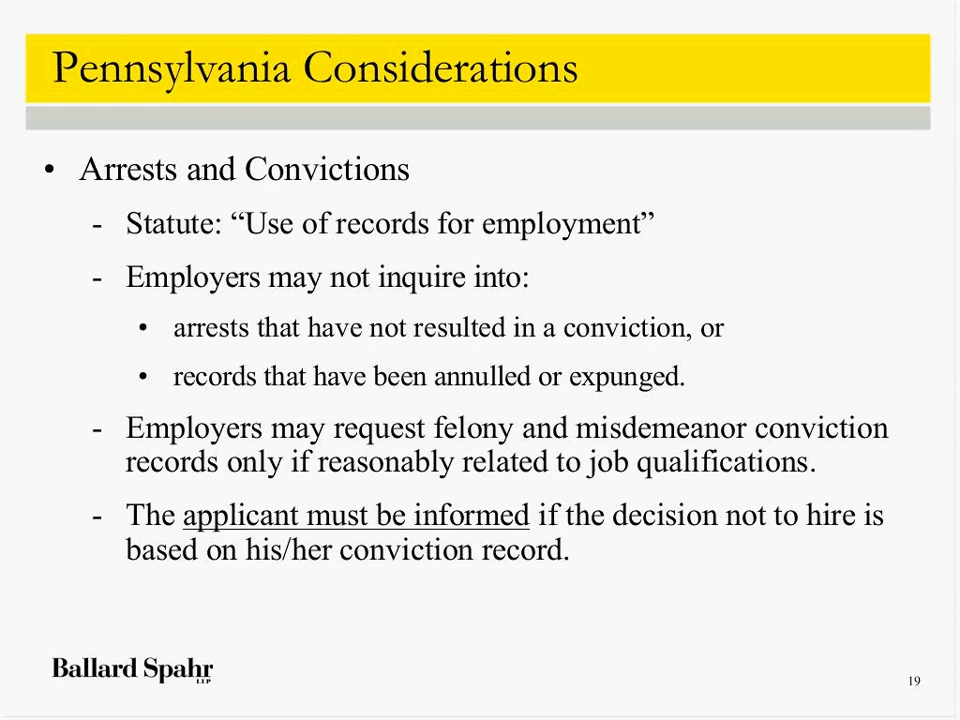 Pennsylvania Considerations
• Arrests and Convictions
- Statute: “Use of records for employment”
- Employers may not inquire into:
• arrests that have not resulted in a conviction, or
• records that have been annulled or expunged.
- Employers may request felony and misdemeanor conviction
records only if reasonably related to job qualifications.
- The applicant must be informed if the decision not to hire is
based on his/her conviction record.
Ballard Spahr
LLP
19